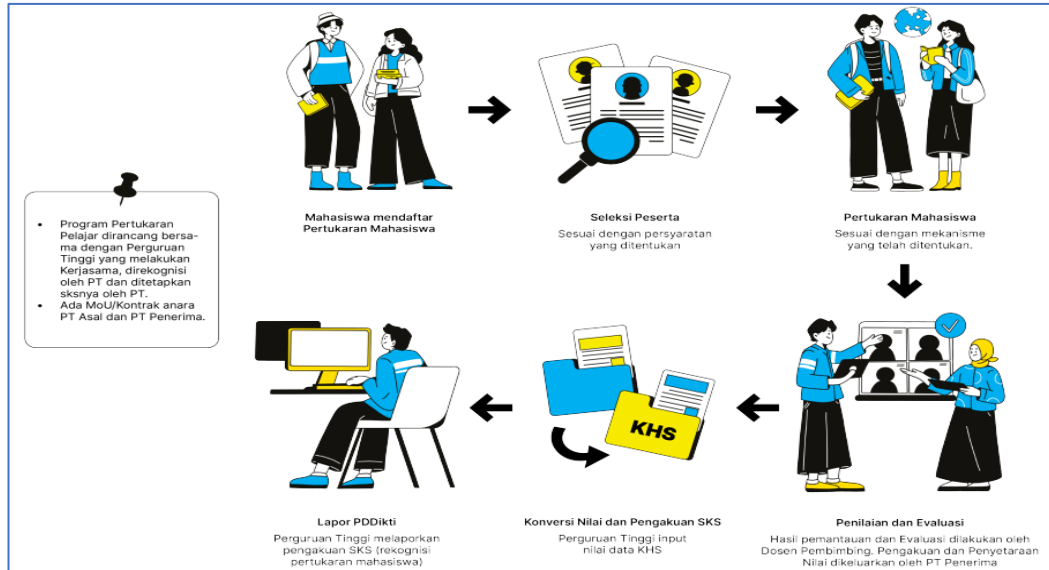 Mahasiswa mendaftar
Pertukaran Mahasiswa
Seleksi Peserta
Sesuai dengan persyaratan
yang ditentukan
Pertukaran Mahasiswa
Sesuai dengan mekanisme
yang telah ditentukan.
• Program Pertukaran
Pelajar dirancang bersa-
ma dengan Perguruan
Tinggi yang melakukan
Kerjasama, direkognisi
oleh PT dan ditetapkan
sksnya oleh PT.
• Ada MoU/Kontrak anara
PT Asal dan PT Penerima.
Penilaian dan Evaluasi
Hasil pemantauan dan Evaluasi dilakukan oleh
Dosen Pembimbing. Pengakuan dan Penyetaraan
Nilai dikeluarkan oleh PT Penerima
KHS
Konversi Nilai dan Pengakuan SKS
Perguruan Tinggi input
nilai data KHS
Lapor PDDikti
Perguruan Tinggi melaporkan
pengakuan SKS (rekognisi
pertukaran mahasiswa)